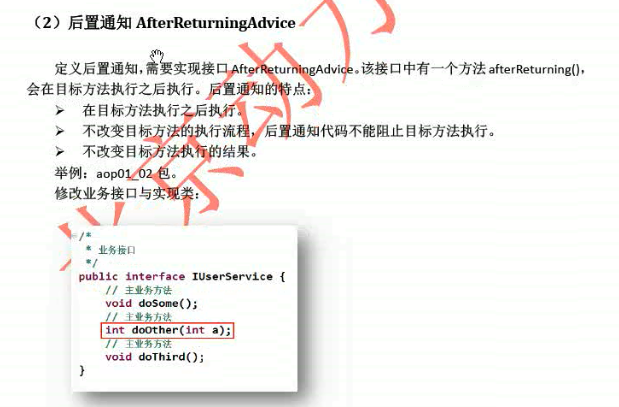 （2）后置通知 AfterReturningAdvice
定义后置通知，需要实现接口 AfterReturningAdvice。该接口中有一个方法 afterReturning()，
会在目标方法执行之后执行。后置通知的特点：
➢ 在目标方法执行之后执行。
➢ 不改变目标方法的执行流程，后置通知代码不能阻止目标方法执行。
➢ 不改变目标方法执行的结果。
举例：aop01_02 包。
修改业务接口与实现类：
/*
* 业务接口
*/
public interface IUserService {
// 主业务方法
void doSome();
// 主业务方法
int doOther(int a);
// 主业务方法
void doThird();
}
北京动力